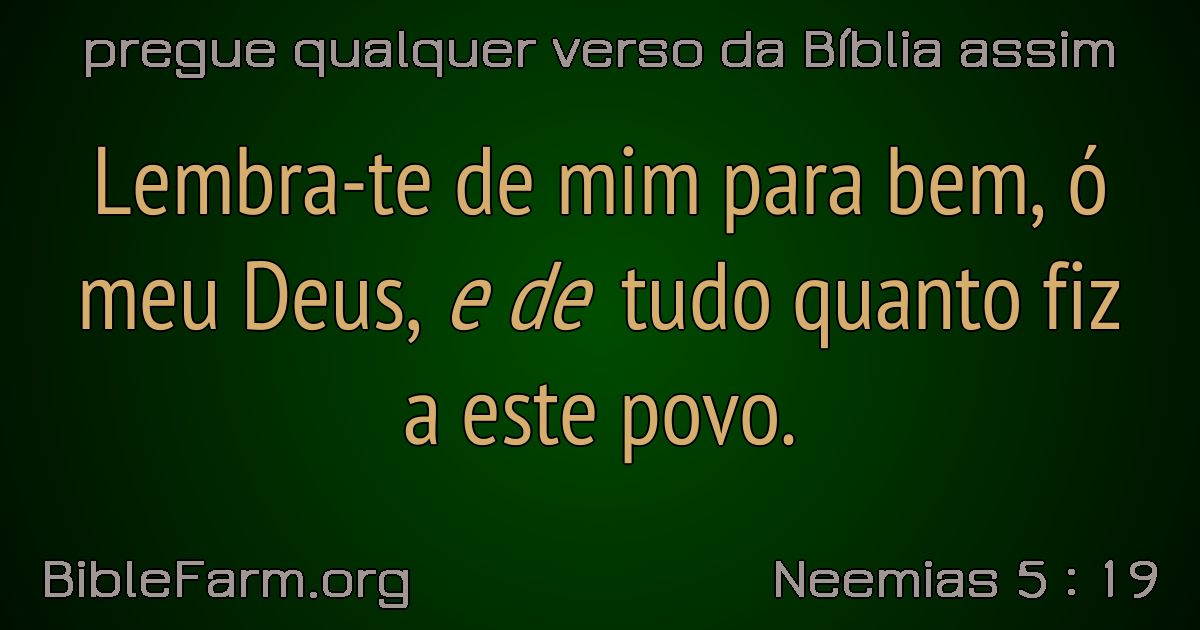 pregue qualquer verso da Bíblia assim
Lembra-te de mim para bem, ó
meu Deus, e de tudo quanto fiz
a este povo.
BibleFarm.org
Neemias 5 : 19